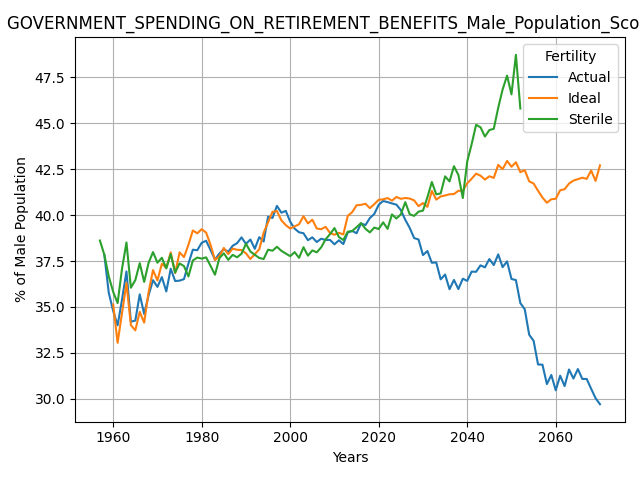 GOVERNMENT_SPENDING_ON_RETIREMENT_BENEFITS_Male_Population_Sco
Fertility
Actual
Ideal
Sterile
47.5
45.0
42.5
40.0
37.5
35.0
32.5
30.0
% of Male Population
1960 1980 2000 2020 2040 2060
Years